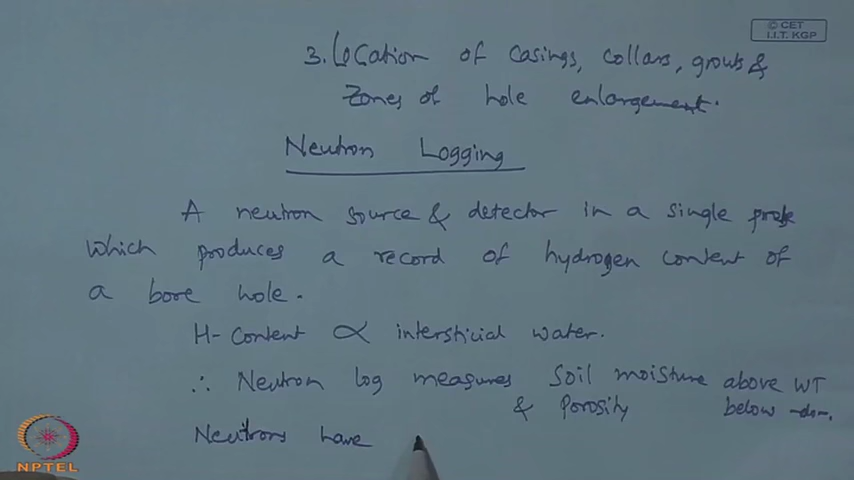 © CET
I.I.T. KGP
3. Location of casings, collars, grouts &
Zones of hole enlargement.
Neutron Logging
A neutron source & detector in a single probe
which produces a record of hydrogen content of
a bore hole.
H- Content ∝ interstitial water.
∴ Neutron log measures Soil moisture above WT
& Porosity below -do-.
Neutrons have
NPTEL